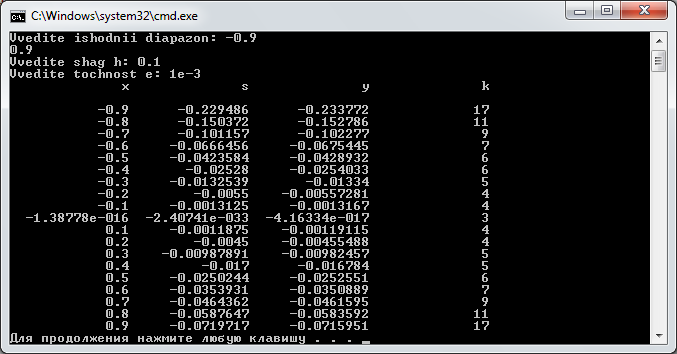 C:\Windows\system32\cmd.exe
Vvedite ishodnii diapazon: -0.9
0.9
Vvedite shag h: 0.1
Vvedite tochnost e: 1e-3
x s y k
-0.9 -0.229486 -0.233772 17
-0.8 -0.150372 -0.152786 11
-0.7 -0.101157 -0.102277 9
-0.6 -0.0666456 -0.0675445 7
-0.5 -0.0423584 -0.0428932 6
-0.4 -0.02528 -0.0254033 6
-0.3 -0.0132539 -0.01334 5
-0.2 -0.0055 -0.00557281 4
-0.1 -0.0013125 -0.0013167 4
-1.38778e-016 -2.40741e-033 -4.16334e-017 3
0.1 -0.0011875 -0.00119115 4
0.2 -0.0045 -0.00455488 4
0.3 -0.00987891 -0.00982457 5
0.4 -0.017 -0.016784 5
0.5 -0.0250244 -0.0252551 6
0.6 -0.0353931 -0.0350889 7
0.7 -0.0464362 -0.0461595 9
0.8 -0.0587647 -0.0583592 11
0.9 -0.0719717 -0.0715951 17
Для продолжения нажмите любую клавишу . . .